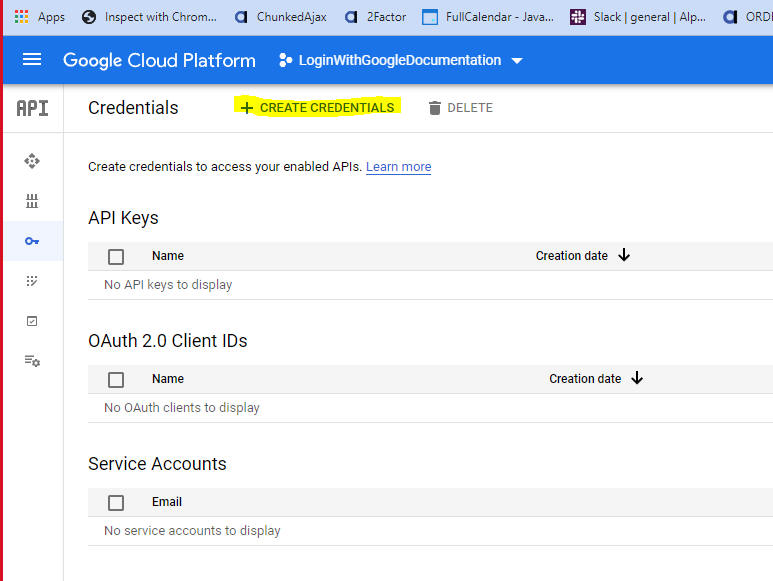 Apps Inspect with Chrom... ChunkedAjax 2Factor FullCalendar - Java... Slack | general | Alp...
Google Cloud Platform LoginWithGoogleDocumentation
API Credentials + CREATE CREDENTIALS DELETE
Create credentials to access your enabled APIs. Learn more
API Keys
Name Creation date
No API keys to display
OAuth 2.0 Client IDs
Name Creation date
No OAuth clients to display
Service Accounts
Email
No service accounts to display